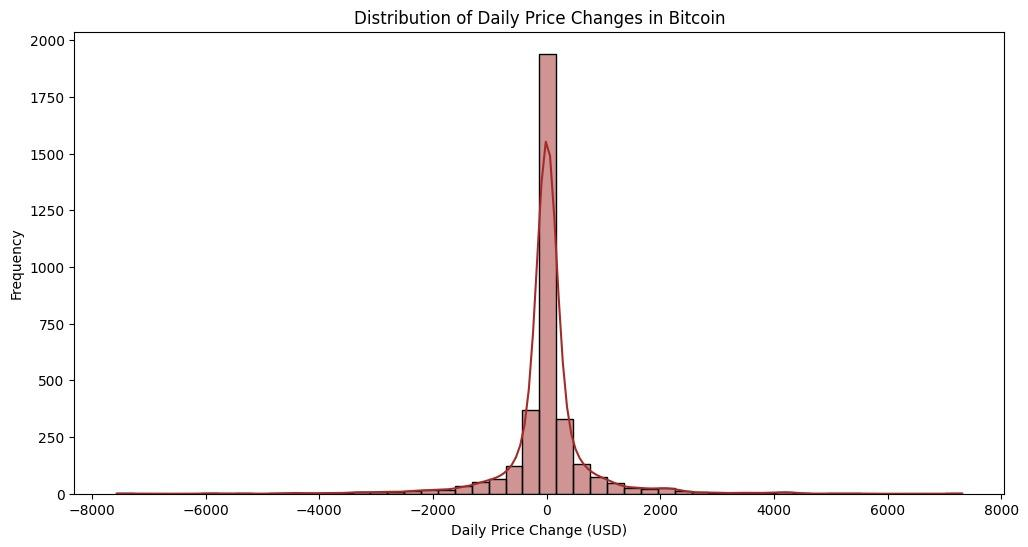 Distribution of Daily Price Changes in Bitcoin
2000
1750
1500
1250
1000
750
500
250
0
Frequency
−8000 −6000 −4000 −2000 0 2000 4000 6000 8000
Daily Price Change (USD)